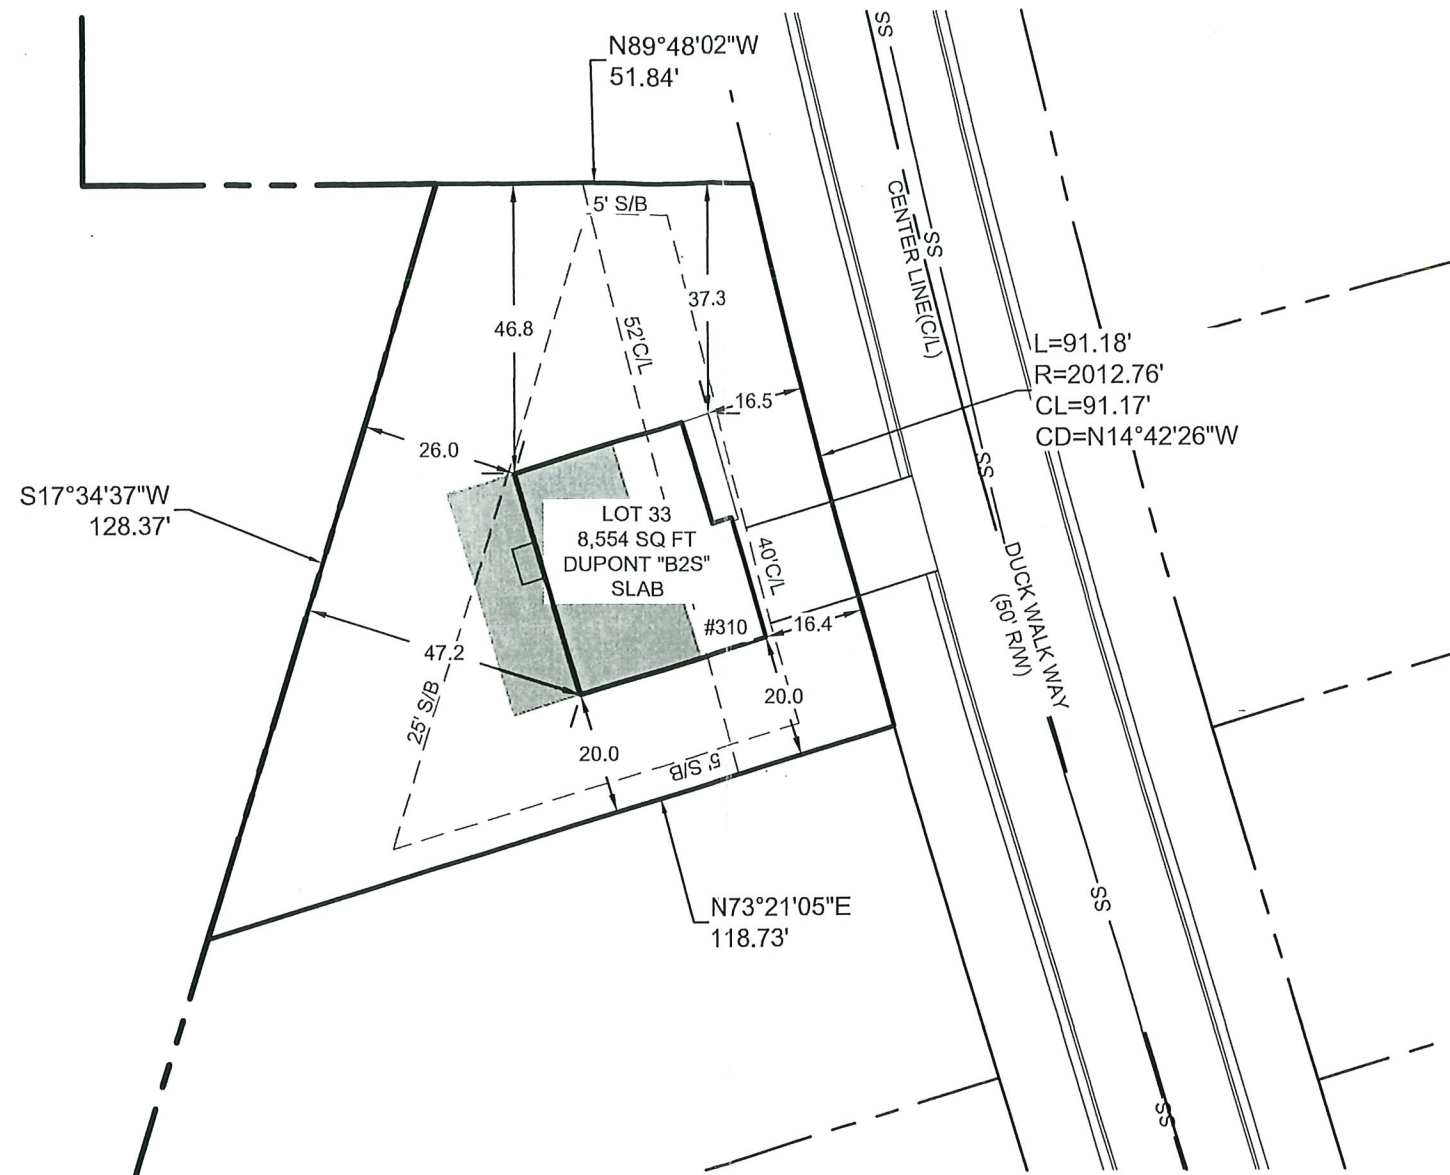 N89°48'02"W
51.84'
SS
5' S/B
CENTER LINE(C/L)
SS
37.3
46.8
52'C/L
L=91.18'
R=2012.76'
CL=91.17'
CD=N14°42'26"W
16.5
26.0
SS
S17°34'37"W
128.37'
LOT 33
8,554 SQ FT
DUPONT "B2S"
SLAB
40'C/L
DUCK WALK WAY
(50' R/W)
#310
16.4
47.2
20.0
25' S/B
20.0
5' S/B
SS
N73°21'05"E
118.73'
SS